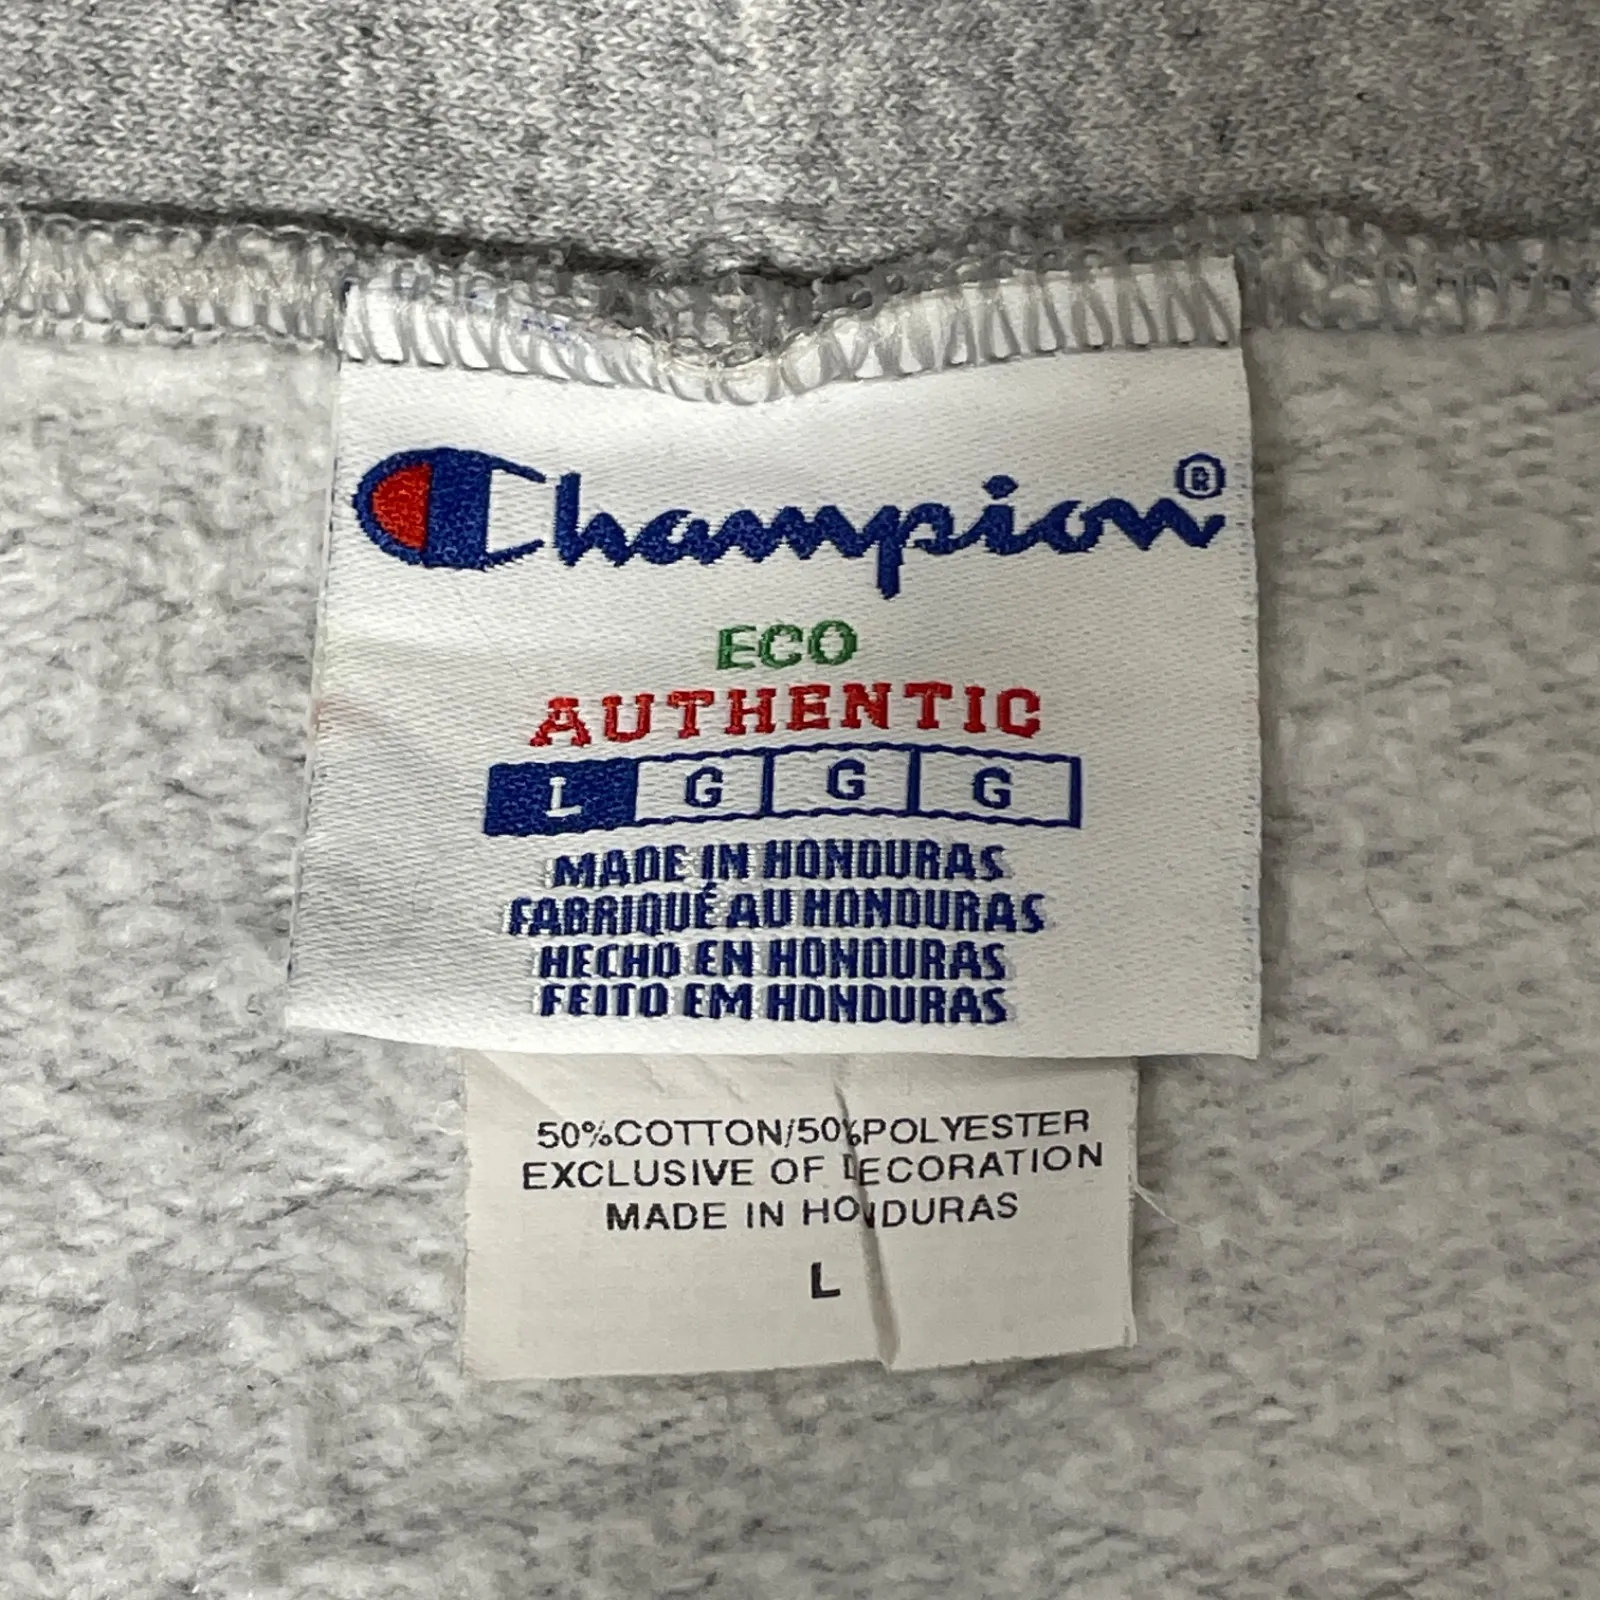 Champion®
ECO
AUTHENTIC
L G G G
MADE IN HONDURAS
FABRIQUÉ AU HONDURAS
HECHO EN HONDURAS
FEITO EM HONDURAS
50%COTTON/50%POLYESTER
EXCLUSIVE OF DECORATION
MADE IN HONDURAS
L